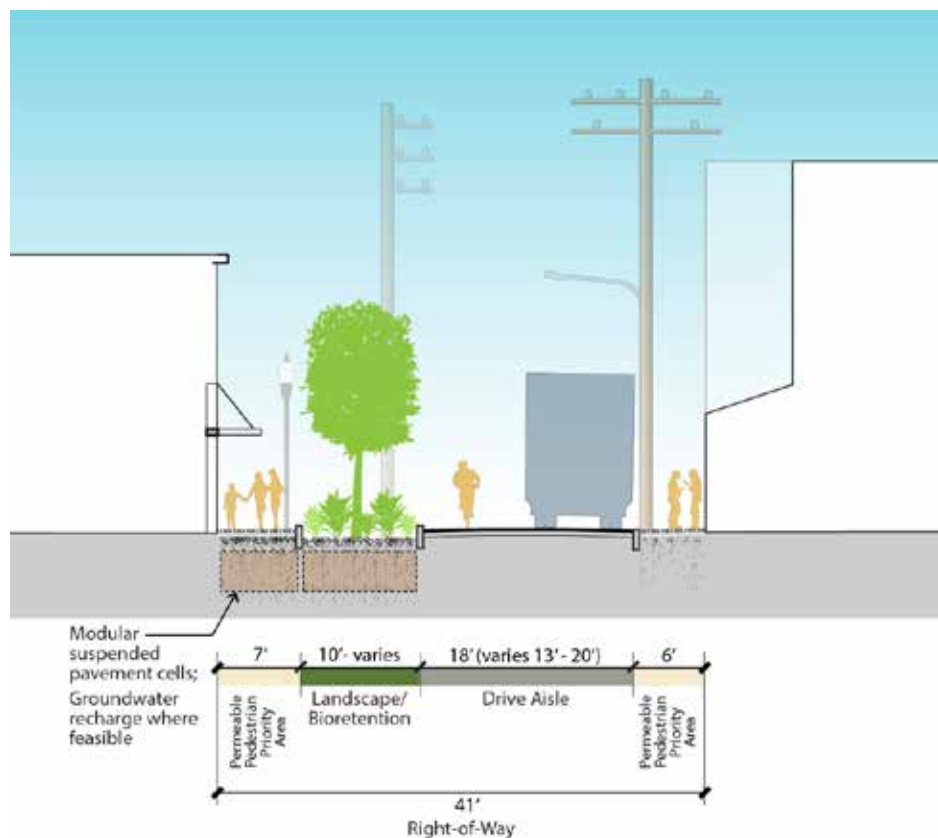 Modular
suspended
pavement cells;
Groundwater
recharge where
feasible
7'
10'- varies
18' (varies 13' - 20')
6'
Permeable
Pedestrian
Priority
Area
Landscape/
Bioretention
Drive Aisle
Permeable
Pedestrian
Priority
Area
41'
Right-of-Way